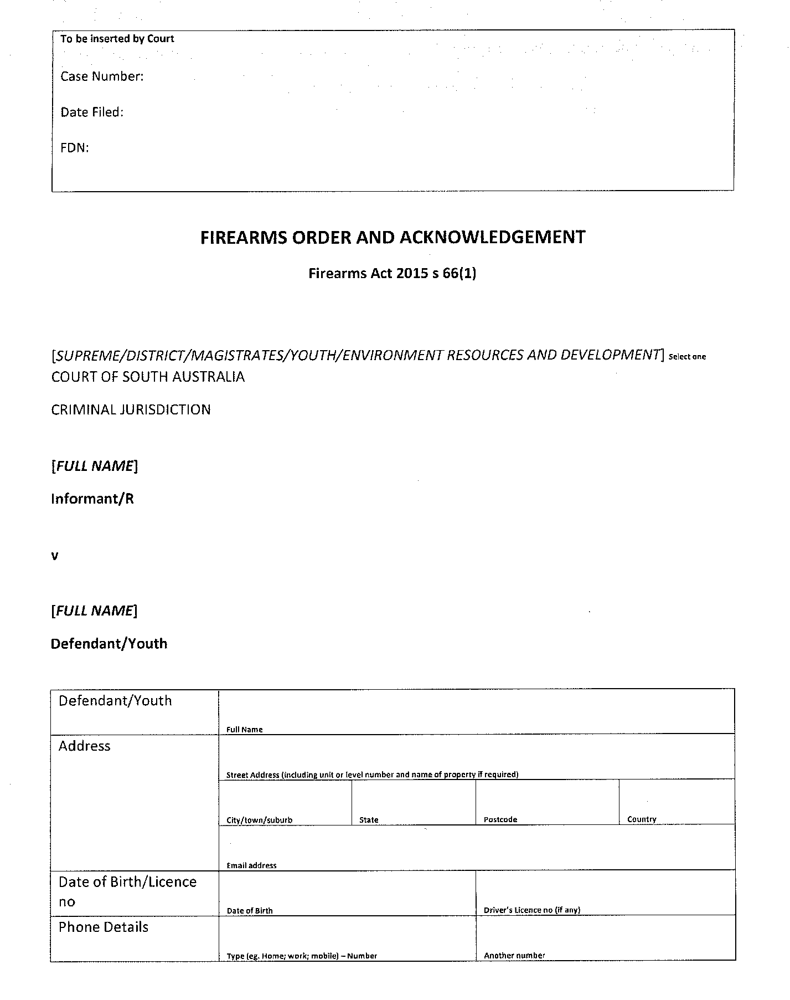 To be inserted by Court
Case Number:
Date Filed:
FDN:
FIREARMS ORDER AND ACKNOWLEDGEMENT
Firearms Act 2015 s 66(1)
[SUPREME/DISTRICT/MAGISTRATES/YOUTH/ENVIRONMENT RESOURCES AND DEVELOPMENT] Select one
COURT OF SOUTH AUSTRALIA
CRIMINAL JURISDICTION
[FULL NAME]
Informant/R
v
[FULL NAME]
Defendant/Youth
Defendant/Youth
Full Name
Address
Street Address (including unit or level number and name of property if required)
City/town/suburb State Postcode Country
Email address
Date of Birth/Licence
no
Date of Birth Driver's Licence no (if any)
Phone Details
Type (eg. Home; work; mobile) – Number Another number